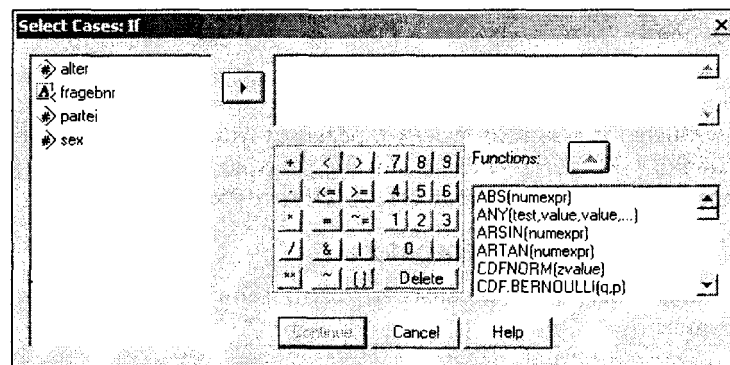 Select Cases: If
alter
fragebnr
partei
sex
+ < > 7 8 9
- <= >= 4 5 6
* = ~= 1 2 3
/ & | 0 .
** ~ () Delete
Functions:
ABS(numexpr)
ANY(test,value,value,...)
ARSIN(numexpr)
ARTAN(numexpr)
CDFNORM(zvalue)
CDF.BERNOULLI(q,p)
Continue Cancel Help